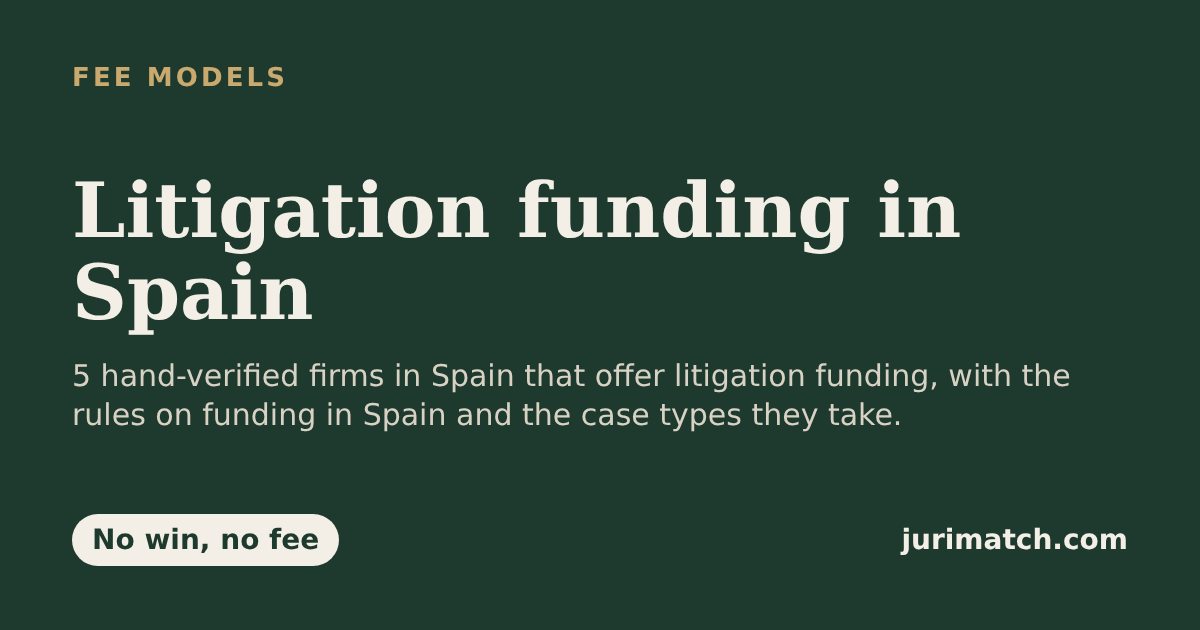 FEE MODELS
Litigation funding in
Spain
5 hand-verified firms in Spain that offer litigation funding, with the
rules on funding in Spain and the case types they take.
No win, no fee
jurimatch.com